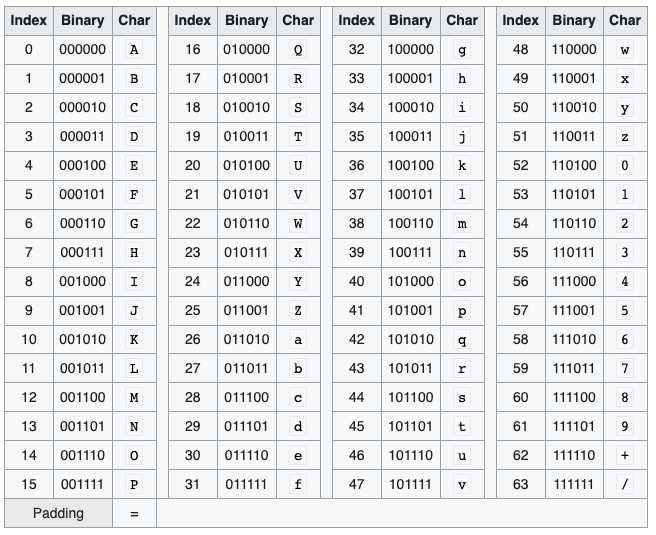 Index Binary Char Index Binary Char Index Binary Char Index Binary Char
0 000000 A 16 010000 Q 32 100000 g 48 110000 w
1 000001 B 17 010001 R 33 100001 h 49 110001 x
2 000010 C 18 010010 S 34 100010 i 50 110010 y
3 000011 D 19 010011 T 35 100011 j 51 110011 z
4 000100 E 20 010100 U 36 100100 k 52 110100 0
5 000101 F 21 010101 V 37 100101 l 53 110101 1
6 000110 G 22 010110 W 38 100110 m 54 110110 2
7 000111 H 23 010111 X 39 100111 n 55 110111 3
8 001000 I 24 011000 Y 40 101000 o 56 111000 4
9 001001 J 25 011001 Z 41 101001 p 57 111001 5
10 001010 K 26 011010 a 42 101010 q 58 111010 6
11 001011 L 27 011011 b 43 101011 r 59 111011 7
12 001100 M 28 011100 c 44 101100 s 60 111100 8
13 001101 N 29 011101 d 45 101101 t 61 111101 9
14 001110 O 30 011110 e 46 101110 u 62 111110 +
15 001111 P 31 011111 f 47 101111 v 63 111111 /
Padding =